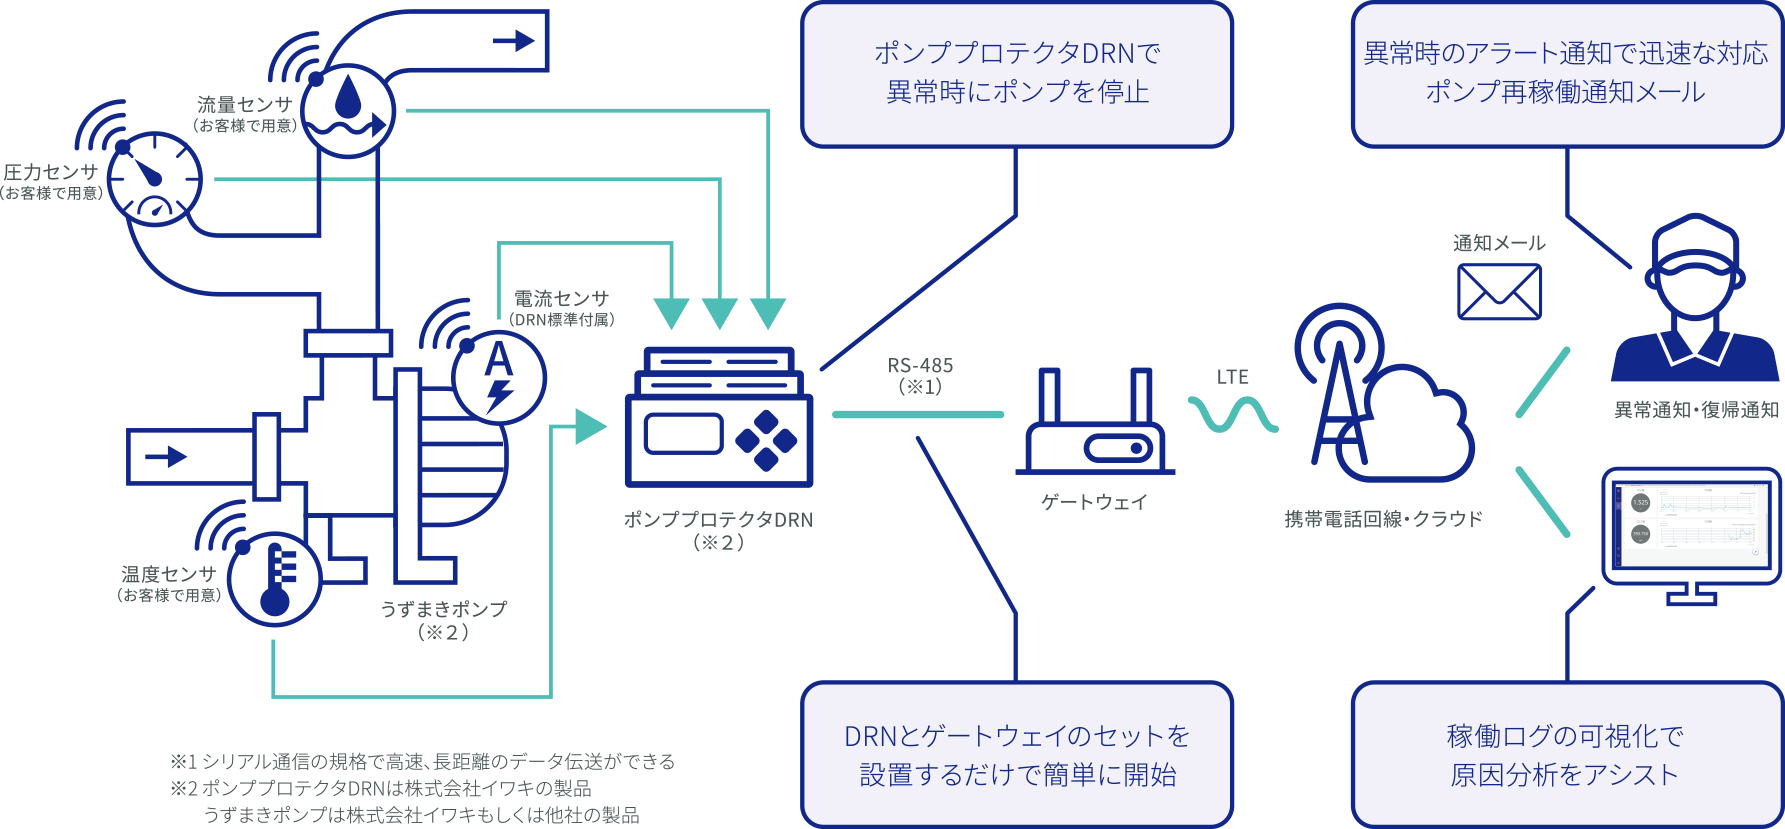 ポンププロテクタDRNで
異常時にポンプを停止
異常時のアラート通知で迅速な対応
ポンプ再稼働通知メール
流量センサ
（お客様で用意）
圧力センサ
（お客様で用意）
電流センサ
（DRN標準付属）
A
通知メール
RS-485
（※1）
LTE
異常通知・復帰通知
ゲートウェイ
携帯電話回線・クラウド
ポンププロテクタDRN
（※２）
温度センサ
（お客様で用意）
うずまきポンプ
（※２）
DRNとゲートウェイのセットを
設置するだけで簡単に開始
稼働ログの可視化で
原因分析をアシスト
※1 シリアル通信の規格で高速、長距離のデータ伝送ができる
※2 ポンププロテクタDRNは株式会社イワキの製品
うずまきポンプは株式会社イワキもしくは他社の製品